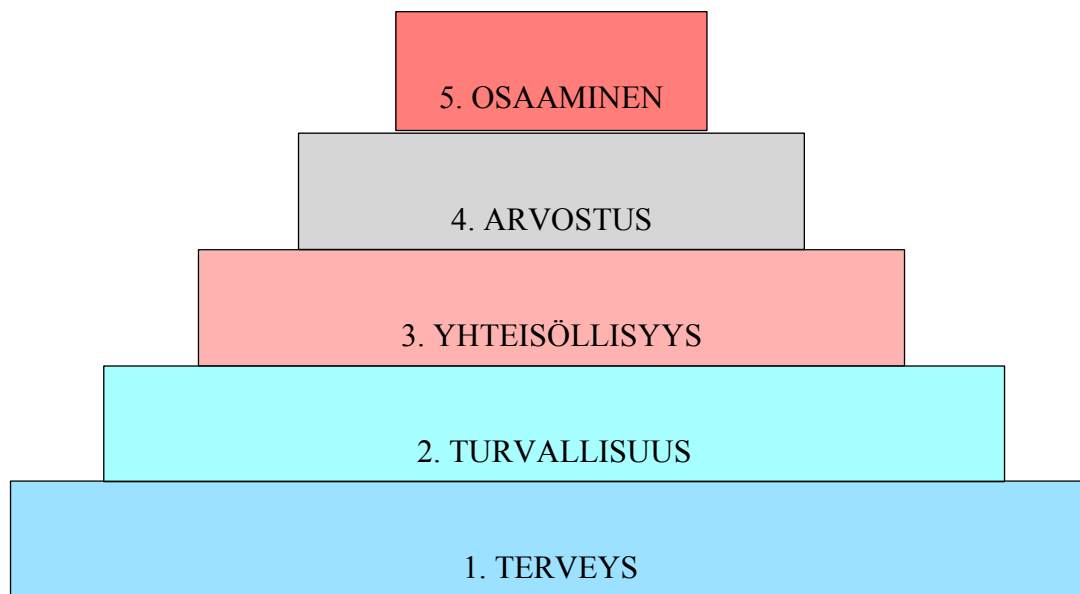 5. OSAAMINEN
4. ARVOSTUS
3. YHTEISÖLLISYYS
2. TURVALLISUUS
1. TERVEYS